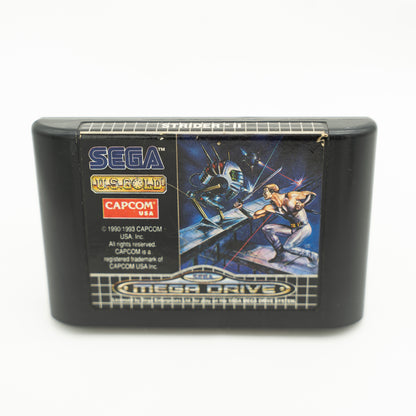 STRIDER-II
SEGA™
U.S. GOLD
CAPCOM
USA
© 1990,1993 CAPCOM
USA, Inc.
All rights reserved.
CAPCOM is a
registered trademark of
CAPCOM USA Inc.
SEGA
MEGA DRIVE